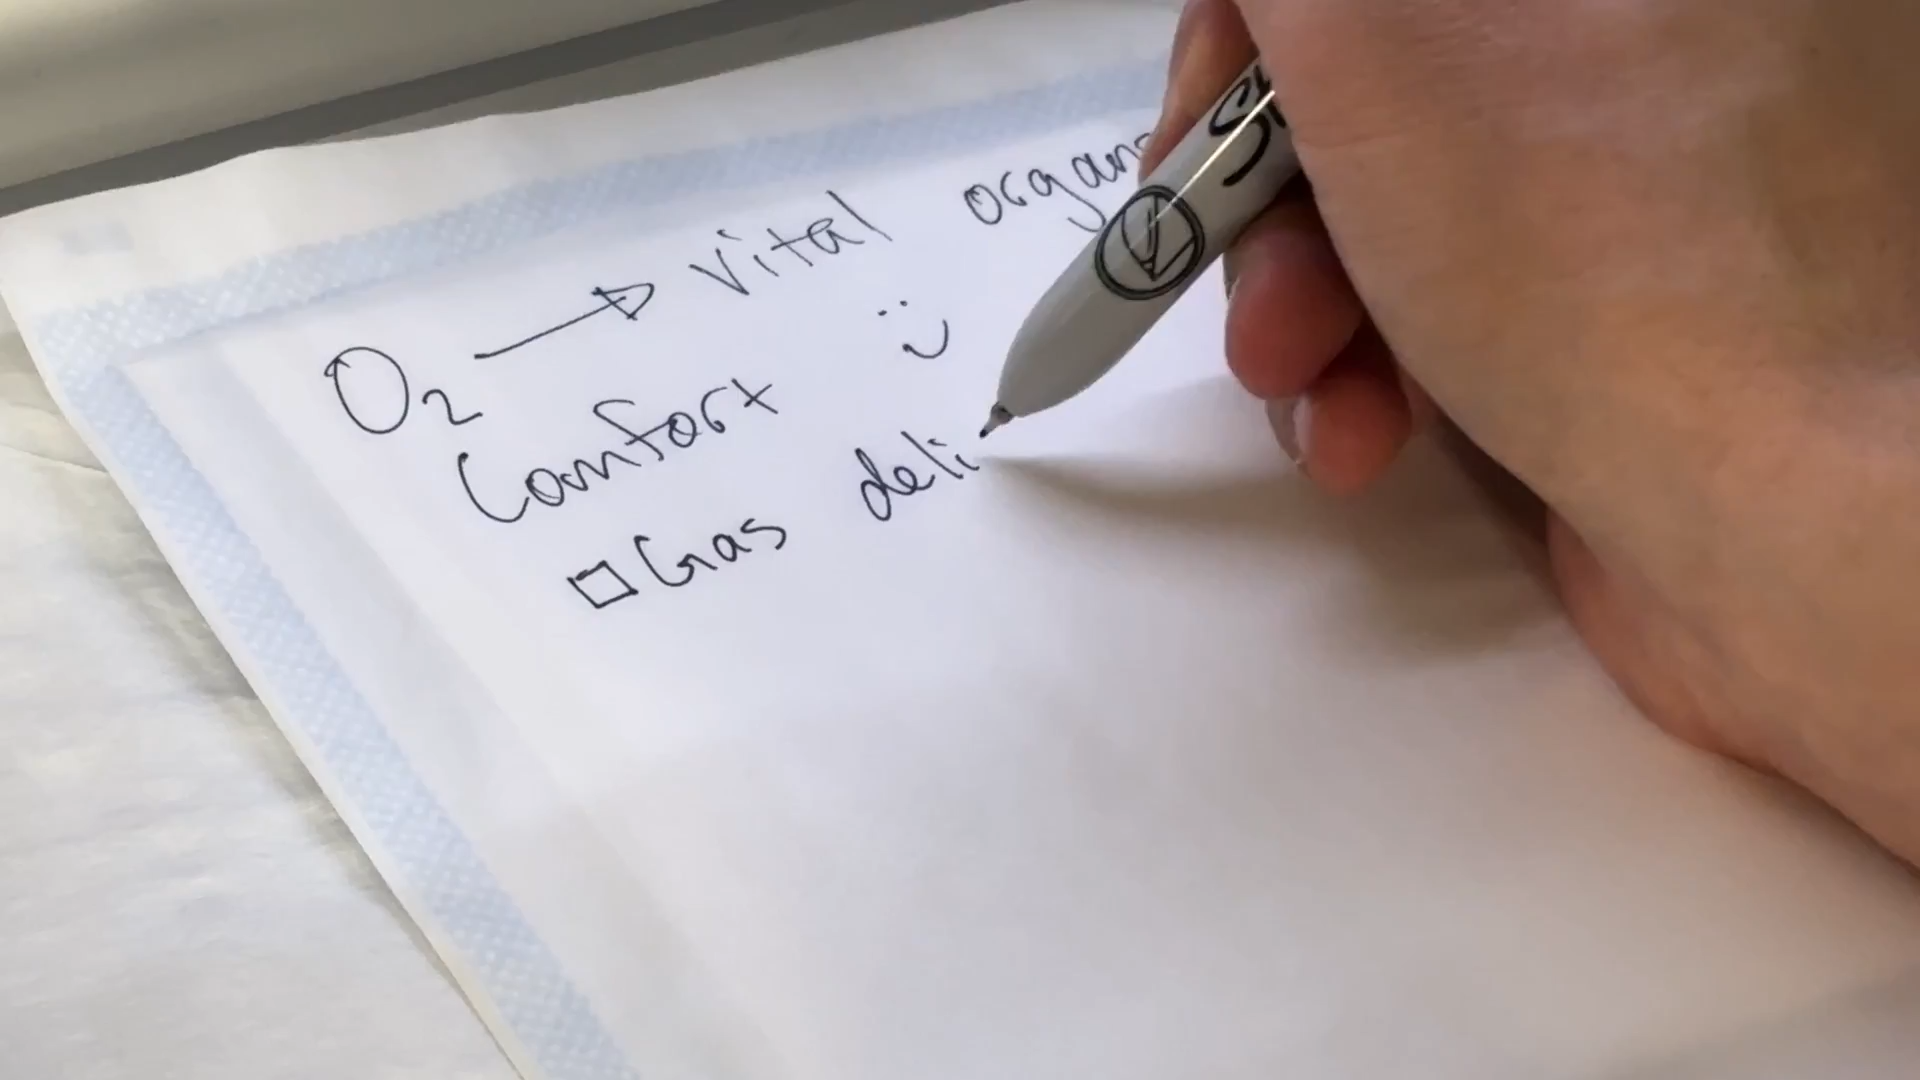 O₂ → vital organs
Comfort :)
□ Gas deli
S